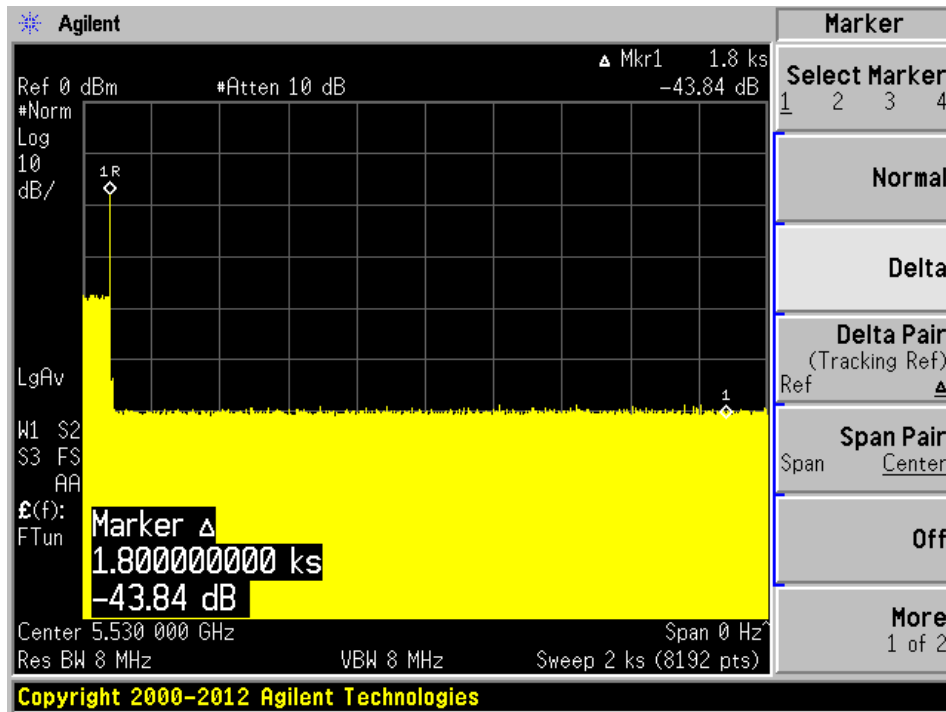 Agilent
Marker
▵ Mkr1 1.8 ks
Ref 0 dBm #Atten 10 dB -43.84 dB
#Norm
Log
10
dB/
1R
LgAv
1
W1 S2
S3 FS
AA
£(f):
FTun
Marker ▵
1.800000000 ks
-43.84 dB
Center 5.530 000 GHz Span 0 Hz^
Res BW 8 MHz VBW 8 MHz Sweep 2 ks (8192 pts)
Copyright 2000-2012 Agilent Technologies
Select Marker
1 2 3 4
Normal
Delta
Delta Pair
(Tracking Ref)
Ref ▵
Span Pair
Span Center
Off
More
1 of 2